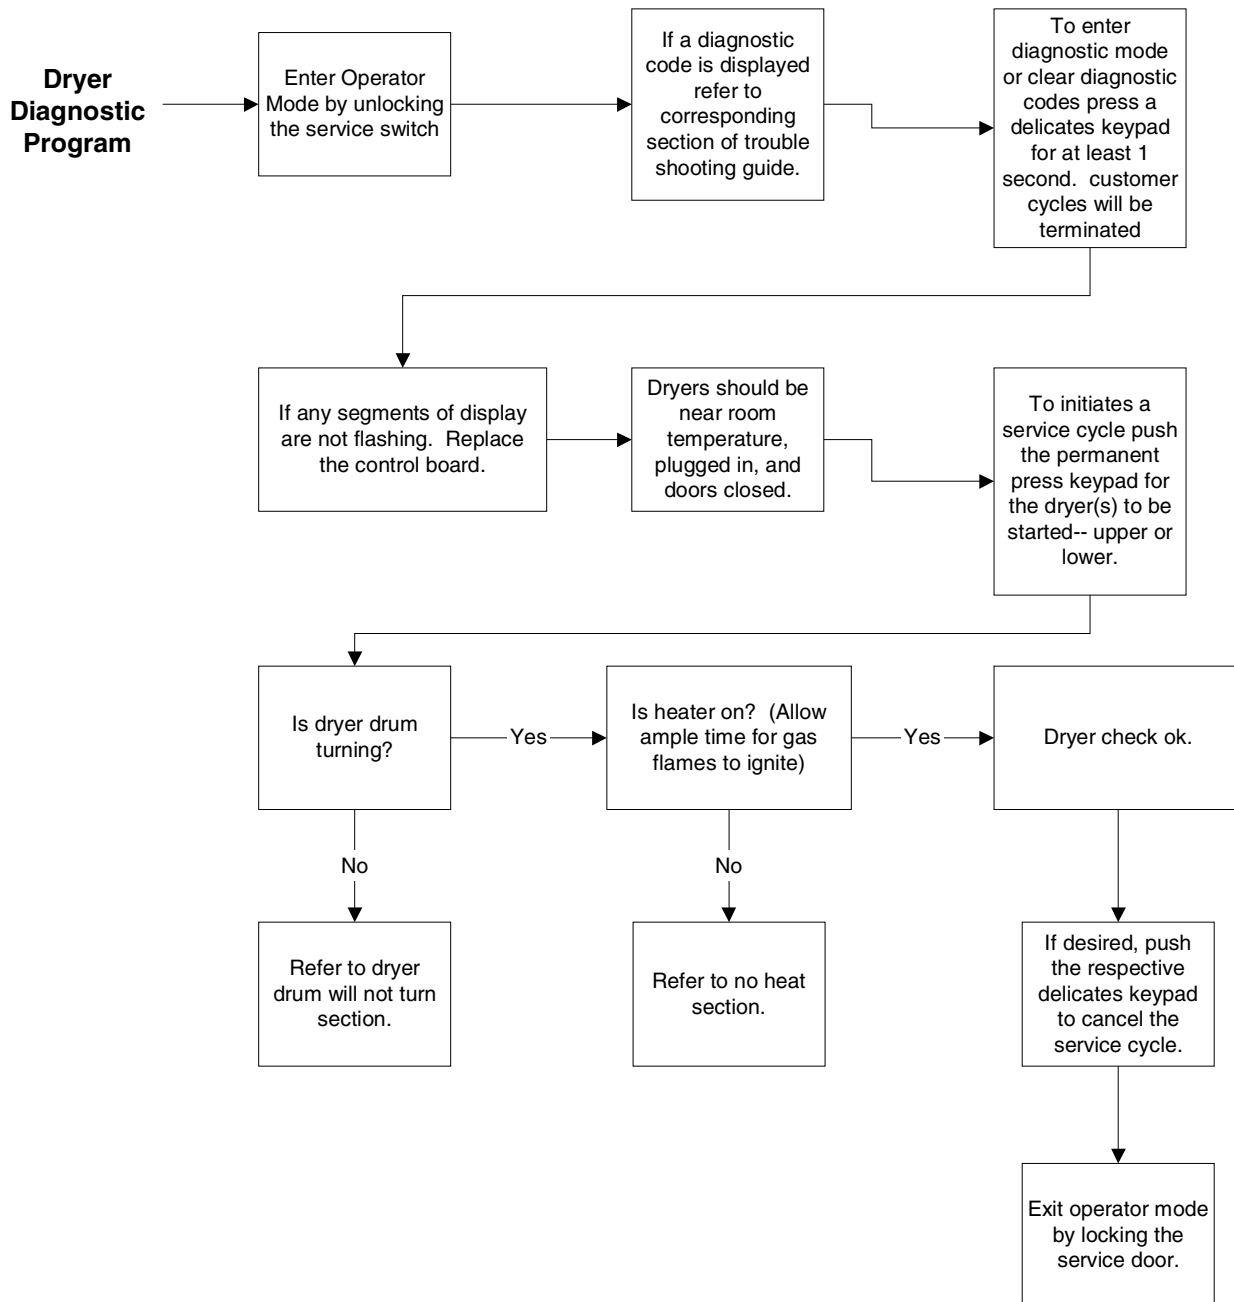 Dryer
Diagnostic
Program
Enter Operator
Mode by unlocking
the service switch
If a diagnostic
code is displayed
refer to
corresponding
section of trouble
shooting guide.
To enter
diagnostic mode
or clear diagnostic
codes press a
delicates keypad
for at least 1
second.  customer
cycles will be
terminated
If any segments of display
are not flashing.  Replace
the control board.
Dryers should be
near room
temperature,
plugged in, and
doors closed.
To initiates a
service cycle push
the permanent
press keypad for
the dryer(s) to be
started-- upper or
lower.
Is dryer drum
turning?
Yes
Is heater on?  (Allow
ample time for gas
flames to ignite)
Yes
Dryer check ok.
No
No
Refer to dryer
drum will not turn
section.
Refer to no heat
section.
If desired, push
the respective
delicates keypad
to cancel the
service cycle.
Exit operator mode
by locking the
service door.